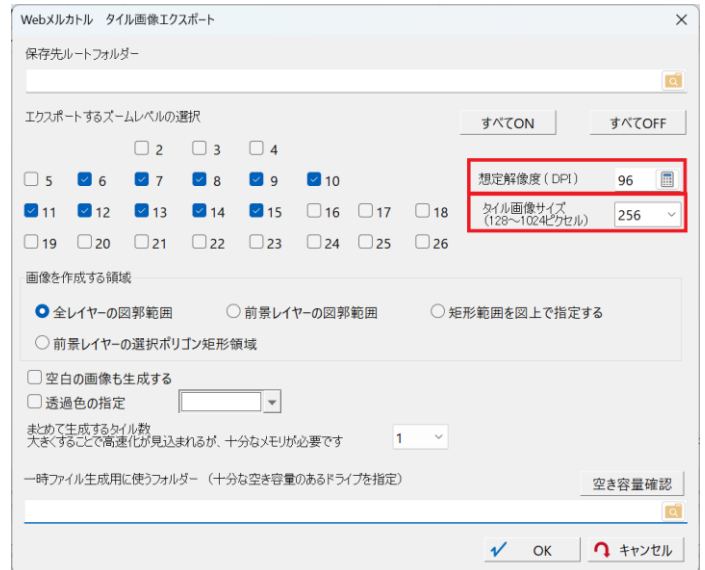 Webメルカトル　タイル画像エクスポート
保存先ルートフォルダー
エクスポートするズームレベルの選択
すべてON すべてOFF
2 3 4
5 6 7 8 9 10
想定解像度(DPI) 96
11 12 13 14 15 16 17 18
タイル画像サイズ
(128～1024ピクセル) 256
19 20 21 22 23 24 25 26
画像を作成する領域
全レイヤーの図郭範囲 前景レイヤーの図郭範囲 矩形範囲を図上で指定する
前景レイヤーの選択ポリゴン矩形領域
空白の画像も生成する
透過色の指定
まとめて生成するタイル数
大きくすることで高速化が見込まれるが、十分なメモリが必要です 1
一時ファイル生成用に使うフォルダー（十分な空き容量のあるドライブを指定）
空き容量確認
OK キャンセル